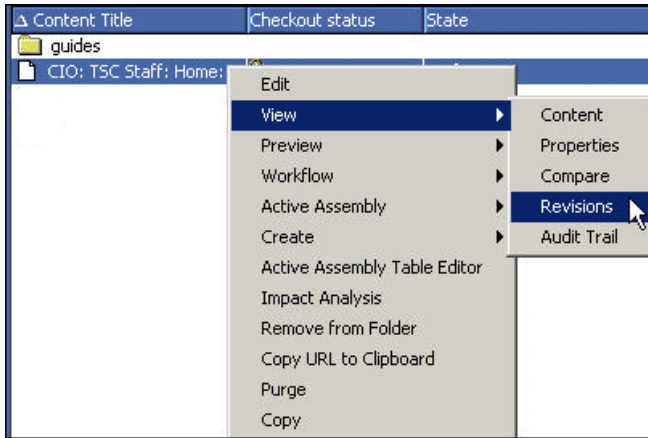 Content Title Checkout status State
guides
CIO: TSC Staff: Home:
Edit
View Content
Preview Properties
Workflow Compare
Active Assembly Revisions
Create Audit Trail
Active Assembly Table Editor
Impact Analysis
Remove from Folder
Copy URL to Clipboard
Purge
Copy